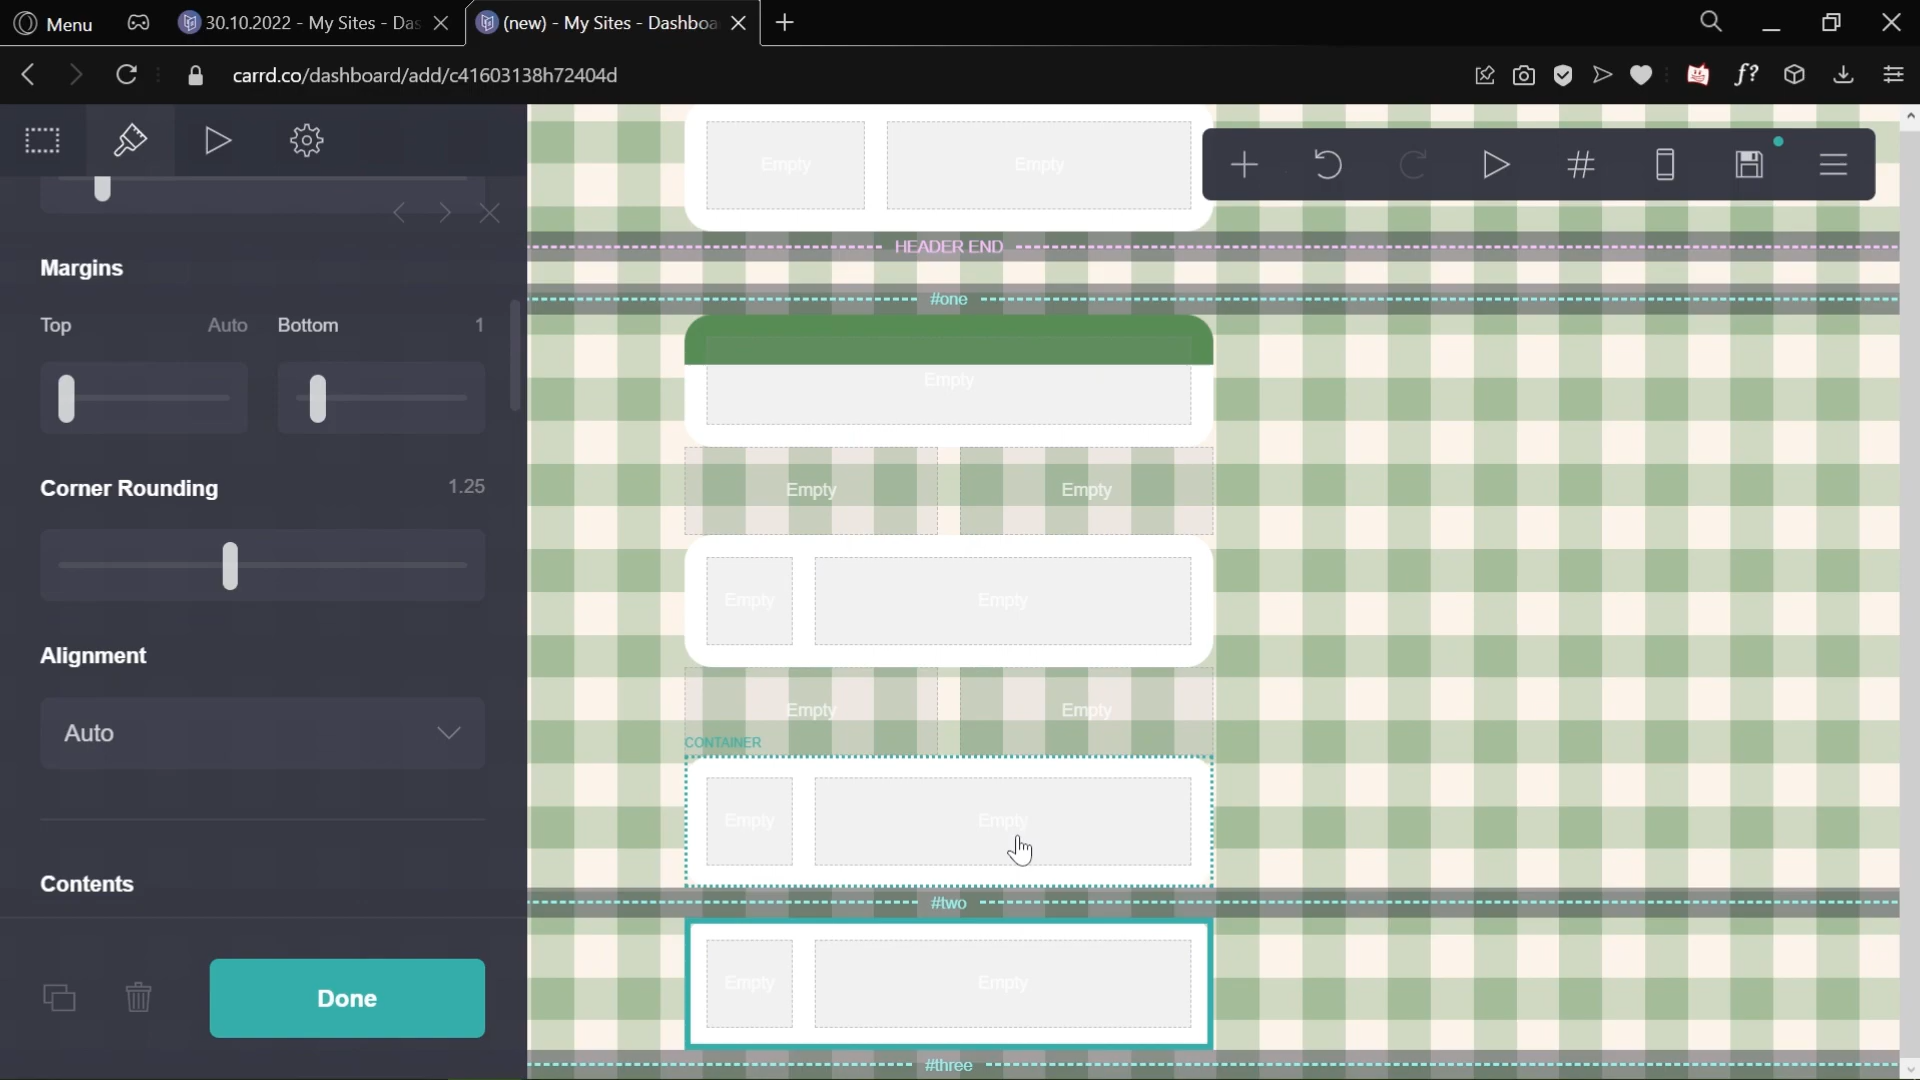 Menu
30.10.2022 - My Sites - Das
(new) - My Sites - Dashboa
carrd.co/dashboard/add/c41603138h72404d
Margins
Top Auto Bottom 1
Corner Rounding 1.25
Alignment
Auto
Contents
Done
Empty Empty
HEADER END
#one
Empty
Empty Empty
Empty Empty
Empty Empty
CONTAINER
Empty Empty
#two
Empty Empty
#three